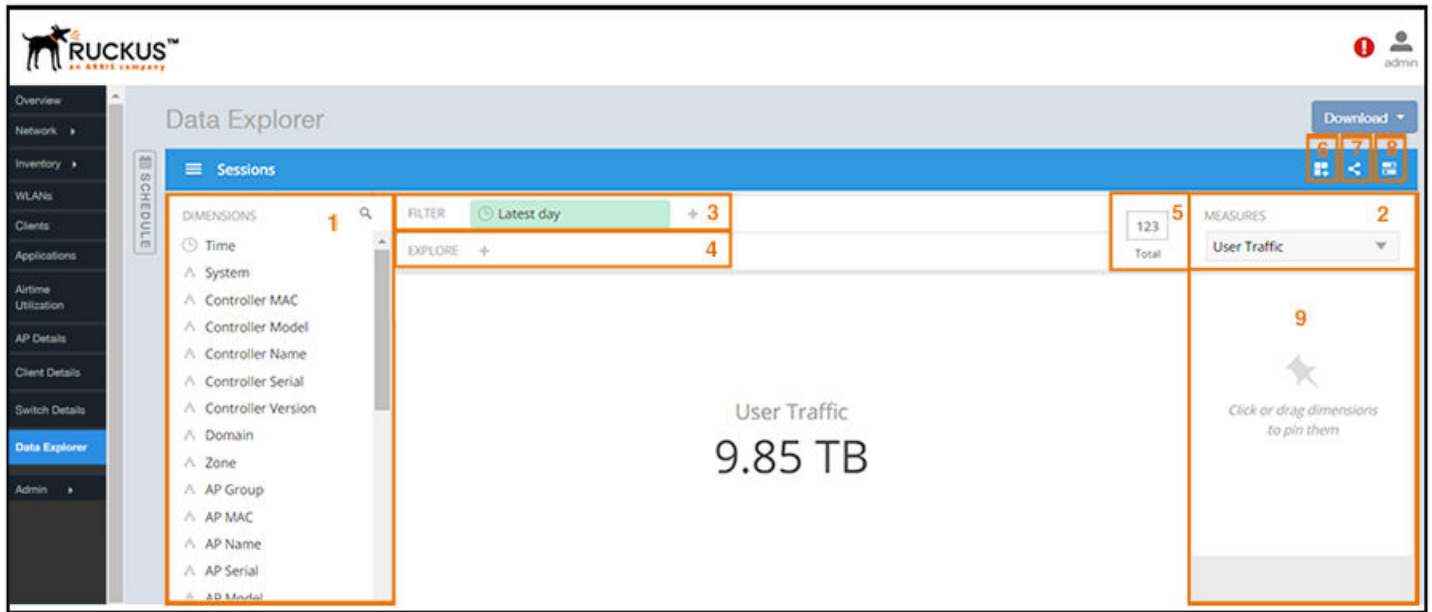 RUCKUS™
an ARRIS company
admin
Overview
Network
Inventory
WLANs
Clients
Applications
Airtime
Utilization
AP Details
Client Details
Switch Details
Data Explorer
Admin
SCHEDULE
Data Explorer
Download
Sessions
6
7
8
DIMENSIONS
1
Time
System
Controller MAC
Controller Model
Controller Name
Controller Serial
Controller Version
Domain
Zone
AP Group
AP MAC
AP Name
AP Serial
AP Model
FILTER
Latest day
+
3
EXPLORE
+
4
123
Total
5
MEASURES
2
User Traffic
User Traffic
9.85 TB
9
Click or drag dimensions
to pin them